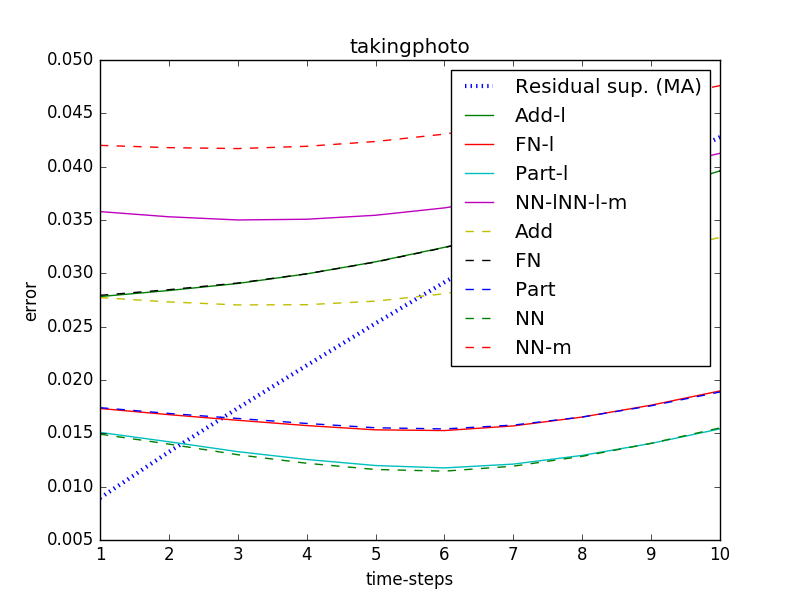 takingphoto
0.050
0.045
0.040
0.035
0.030
0.025
0.020
0.015
0.010
0.005
error
Residual sup. (MA)
Add-l
FN-l
Part-l
NN-lNN-l-m
Add
FN
Part
NN
NN-m
1 2 3 4 5 6 7 8 9 10
time-steps